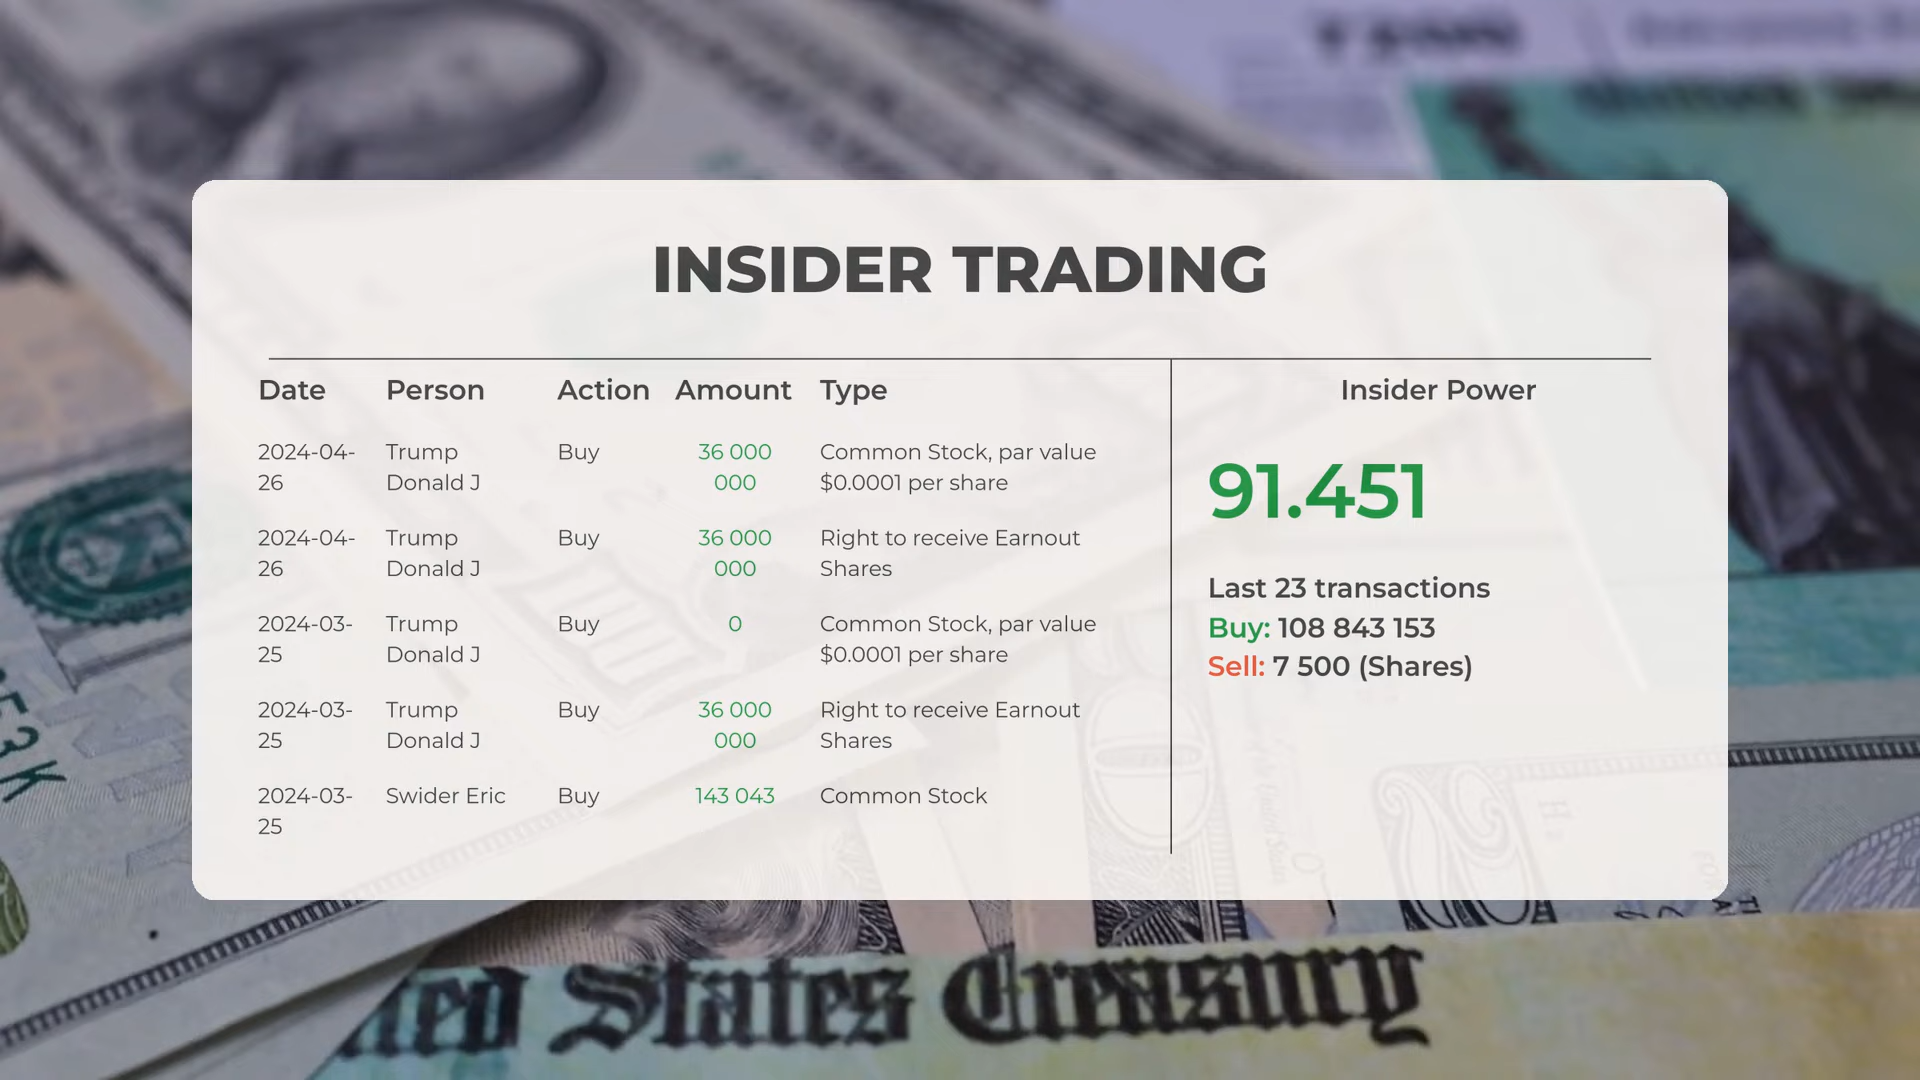 INSIDER TRADING
Date Person Action Amount Type
2024-04-26 Trump Donald J Buy 36 000 000 Common Stock, par value $0.0001 per share
2024-04-26 Trump Donald J Buy 36 000 000 Right to receive Earnout Shares
2024-03-25 Trump Donald J Buy 0 Common Stock, par value $0.0001 per share
2024-03-25 Trump Donald J Buy 36 000 000 Right to receive Earnout Shares
2024-03-25 Swider Eric Buy 143 043 Common Stock
Insider Power
91.451
Last 23 transactions
Buy: 108 843 153
Sell: 7 500 (Shares)
States Treasury